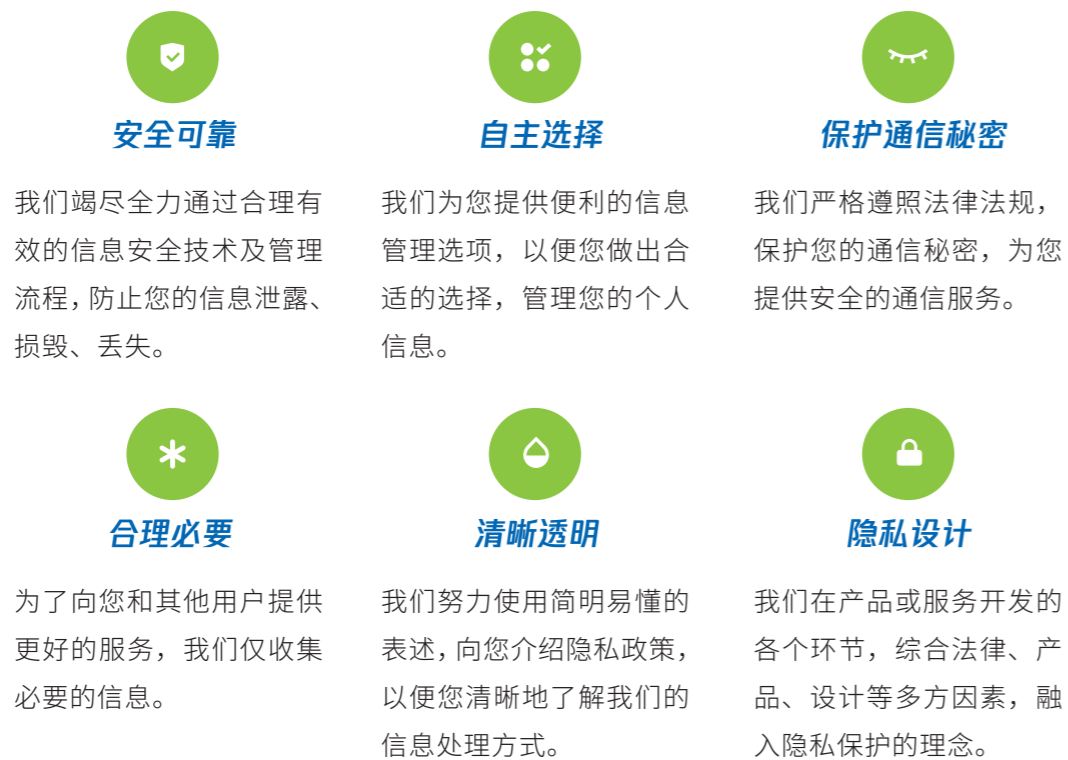 安全可靠
我们竭尽全力通过合理有
效的信息安全技术及管理
流程，防止您的信息泄露、
损毁、丢失。
自主选择
我们为您提供便利的信息
管理选项，以便您做出合
适的选择，管理您的个人
信息。
保护通信秘密
我们严格遵照法律法规，
保护您的通信秘密，为您
提供安全的通信服务。
合理必要
为了向您和其他用户提供
更好的服务，我们仅收集
必要的信息。
清晰透明
我们努力使用简明易懂的
表述，向您介绍隐私政策，
以便您清晰地了解我们的
信息处理方式。
隐私设计
我们在产品或服务开发的
各个环节，综合法律、产
品、设计等多方因素，融
入隐私保护的理念。